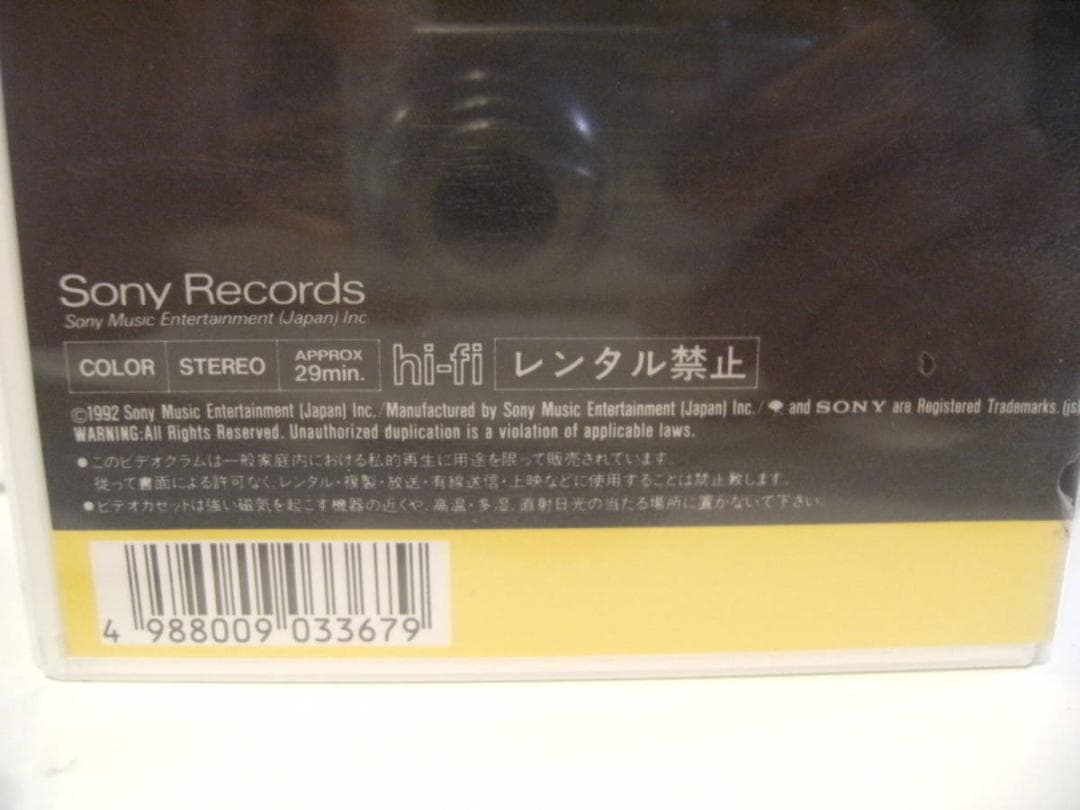 Sony Records
Sony Music Entertainment (Japan) Inc
COLOR STEREO APPROX 29min. hi-fi レンタル禁止
©1992 Sony Music Entertainment (Japan) Inc./Manufactured by Sony Music Entertainment (Japan) Inc./ and SONY are Registered Trademarks.
WARNING:All Rights Reserved. Unauthorized duplication is a violation of applicable laws.
●このビデオグラムは一般家庭内における私的再生に用途を限って販売されています
従って書面による許可なく、レンタル・複製・放送・有線送信・上映などに使用することは禁止致します。
●ビデオカセットは強い磁気を起こす機器の近くや、高温・多湿、直射日光の当たる場所に置かないで下さい
4 988009 033679